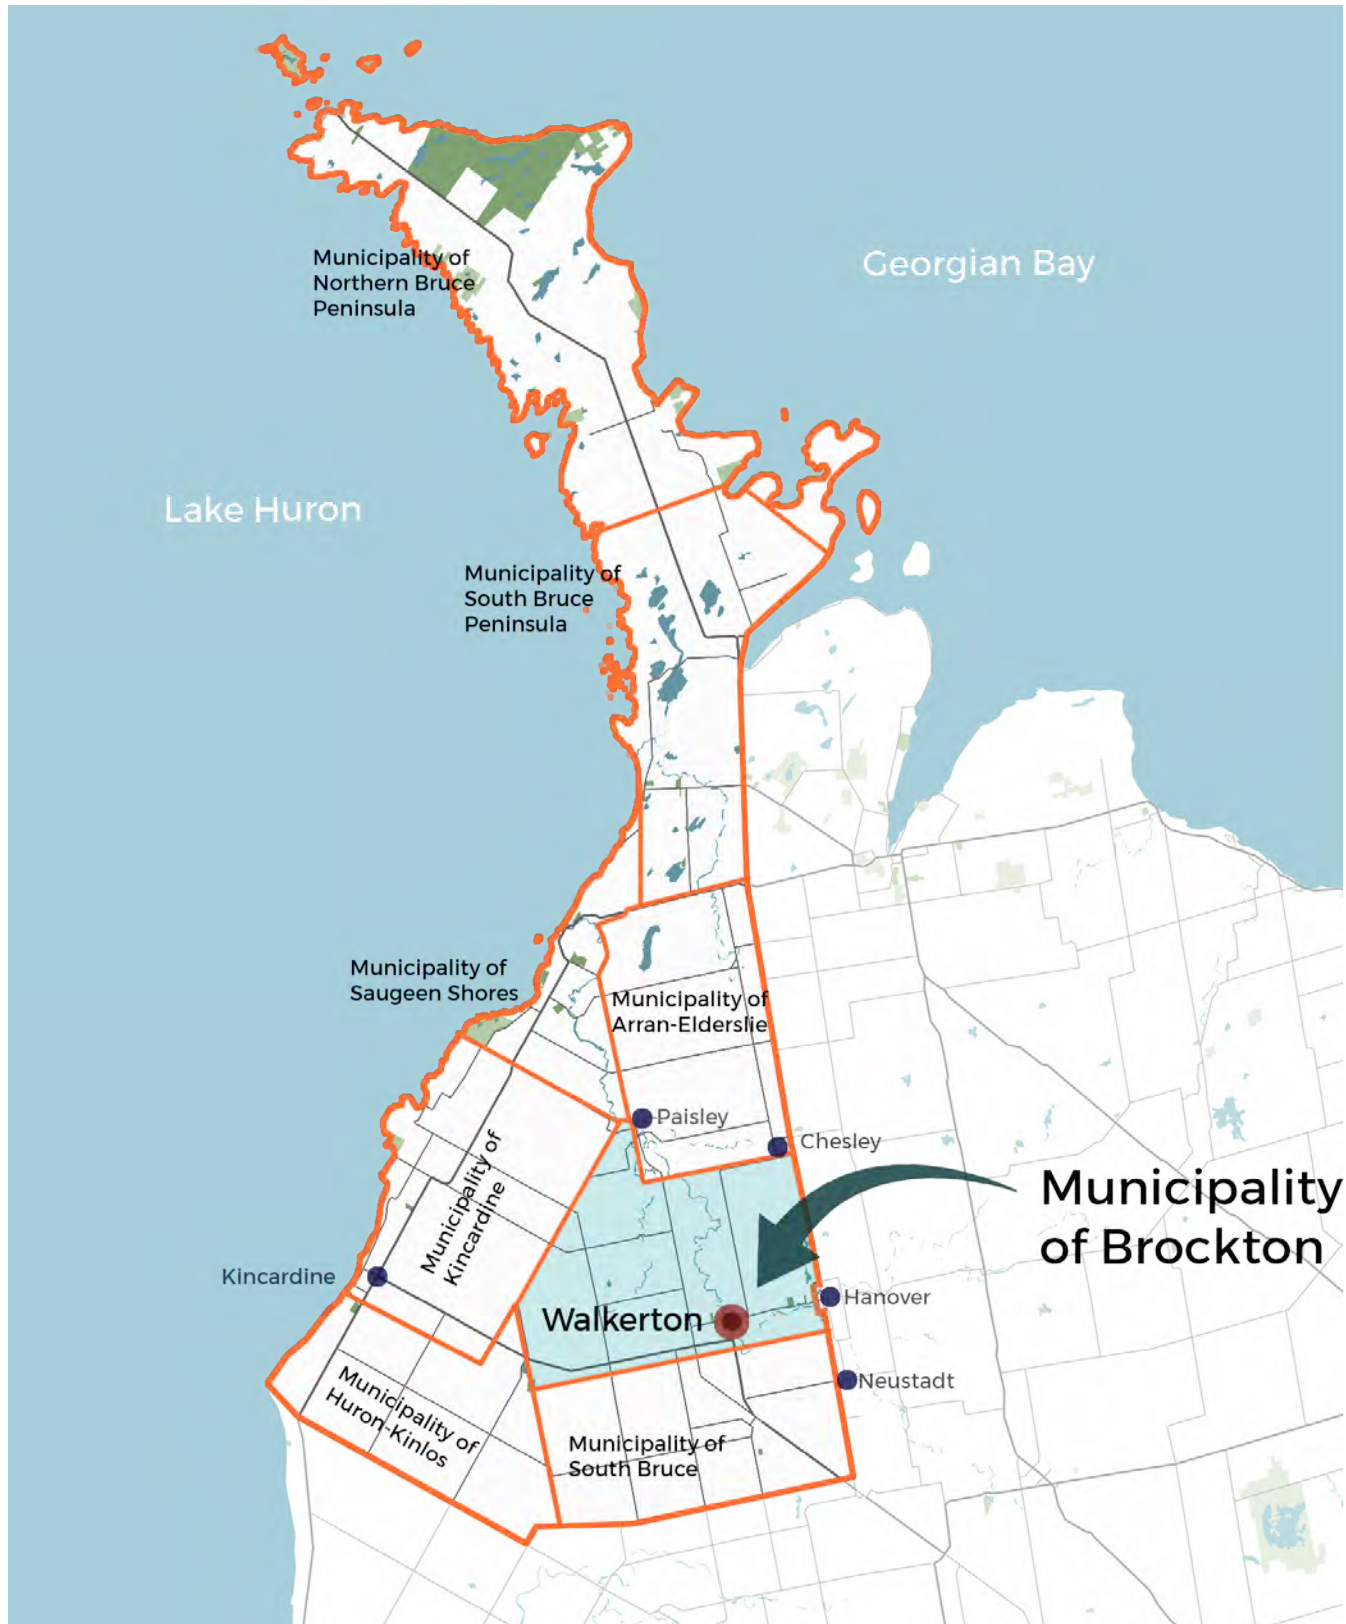 Municipality of
Northern Bruce
Peninsula
Georgian Bay
Lake Huron
Municipality of
South Bruce
Peninsula
Municipality of
Saugeen Shores
Municipality of
Arran-Elderslie
Paisley
Chesley
Municipality of
Kincardine
Municipality
of Brockton
Kincardine
Hanover
Walkerton
Neustadt
Municipality of
Huron-Kinlos
Municipality of
South Bruce